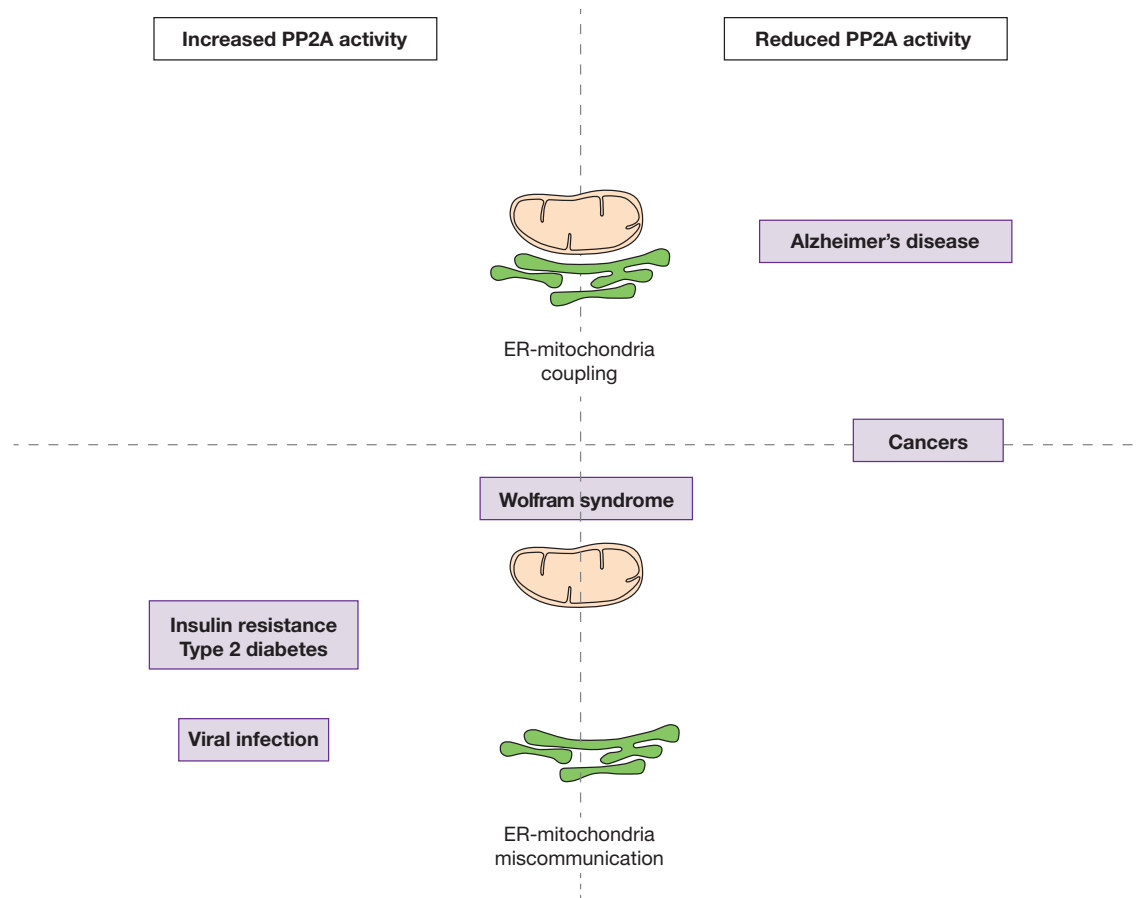 Increased PP2A activity
Reduced PP2A activity
Alzheimer’s disease
ER-mitochondria
coupling
Cancers
Wolfram syndrome
Insulin resistance
Type 2 diabetes
Viral infection
ER-mitochondria
miscommunication